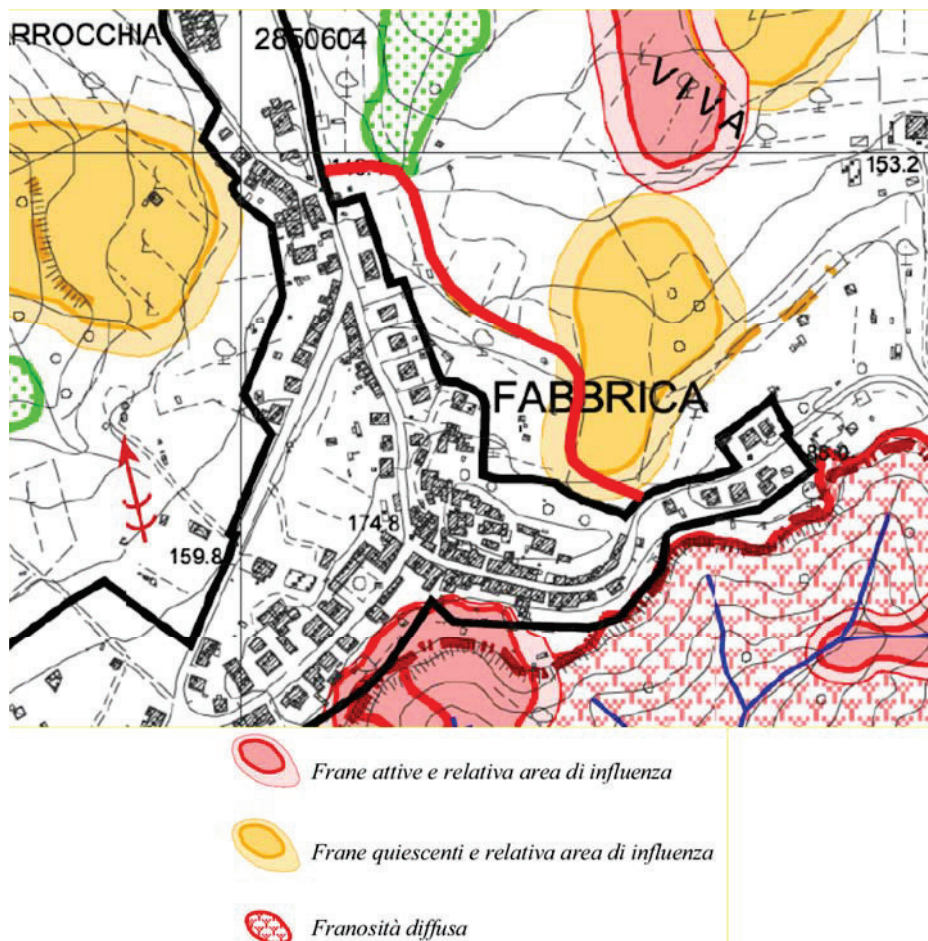 RROCCHIA
2850604
VIVA
153.2
FABBRICA
174.8
159.8
Frane attive e relativa area di influenza
Frane quiescenti e relativa area di influenza
Franosità diffusa